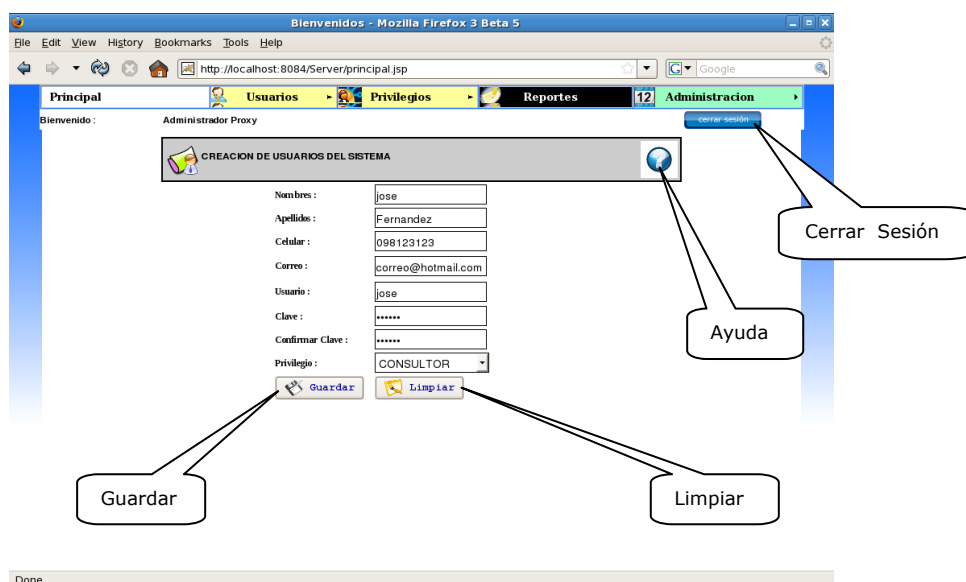 Bienvenidos - Mozilla Firefox 3 Beta 5
File Edit View History Bookmarks Tools Help
http://localhost:8084/Server/principal.jsp
G Google
Principal Usuarios Privilegios Reportes 12 Administracion
Bienvenido : Administrador Proxy cerrar sesión
CREACION DE USUARIOS DEL SISTEMA ?
Nombres : jose
Apellidos : Fernandez
Cerrar Sesión
Celular : 098123123
Correo : correo@hotmail.com
Usuario : jose
Clave : ••••••
Ayuda
Confirmar Clave : ••••••
Privilegio : CONSULTOR
Guardar Limpiar
Guardar Limpiar
Done